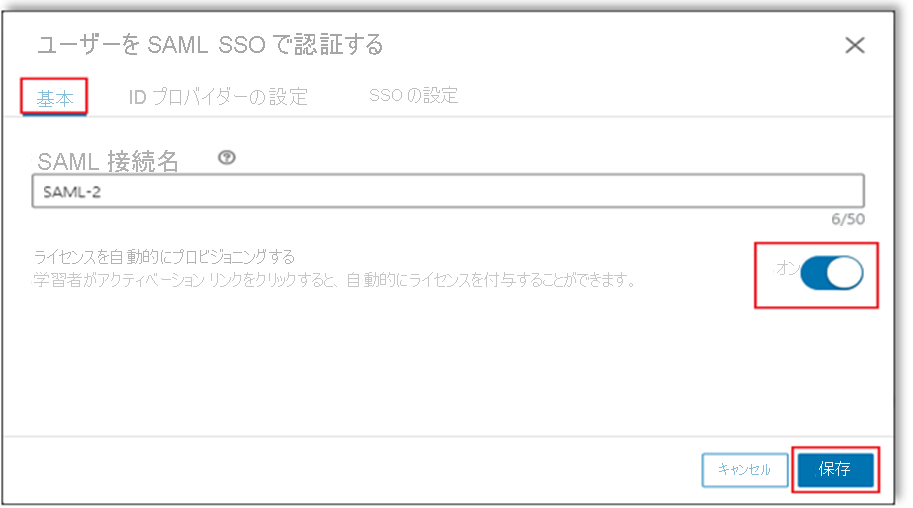 ユーザーを SAML SSO で認証する
基本 ID プロバイダーの設定 SSO の設定
SAML 接続名
SAML-2
6/50
ライセンスを自動的にプロビジョニングする
学習者がアクティベーション リンクをクリックすると、自動的にライセンスを付与することができます。
オン
キャンセル 保存